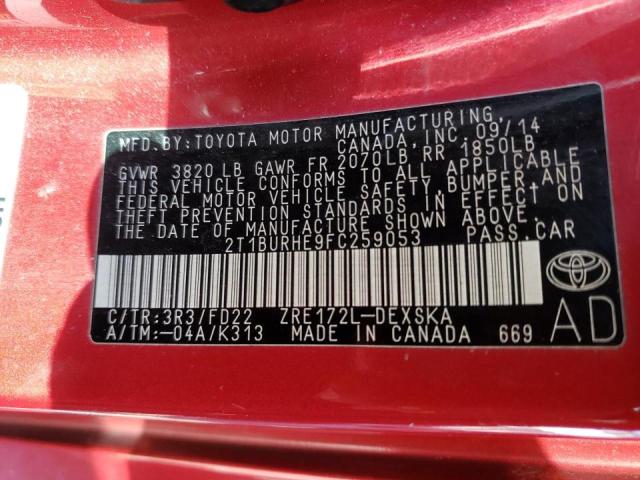 MFD. BY: TOYOTA MOTOR MANUFACTURING,
CANADA, INC. 09/14
GVWR 3820 LB GAWR FR 2070LB, RR 1850LB
THIS VEHICLE CONFORMS TO ALL APPLICABLE
FEDERAL MOTOR VEHICLE SAFETY, BUMPER, AND
THEFT PREVENTION STANDARDS IN EFFECT ON
THE DATE OF MANUFACTURE SHOWN ABOVE.
2T1BURHE9FC259053 PASS. CAR
C/TR:3R3/FD22 ZRE172L-DEXSKA
A/TM:-04A/K313 MADE IN CANADA 669
AD